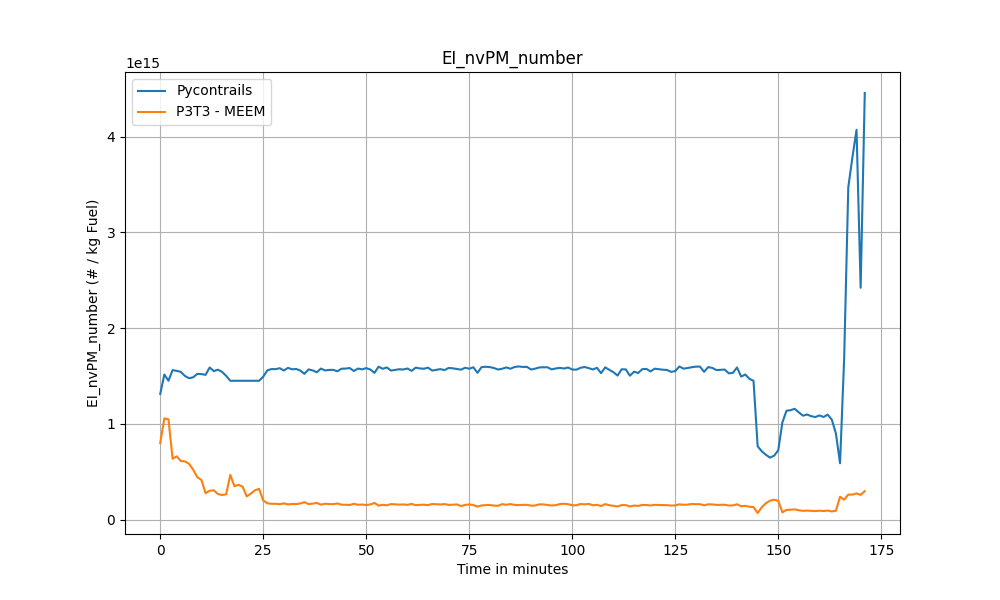 EI_nvPM_number
1e15
Pycontrails
P3T3 - MEEM
EI_nvPM_number (# / kg Fuel)
4
3
2
1
0
0 25 50 75 100 125 150 175
Time in minutes